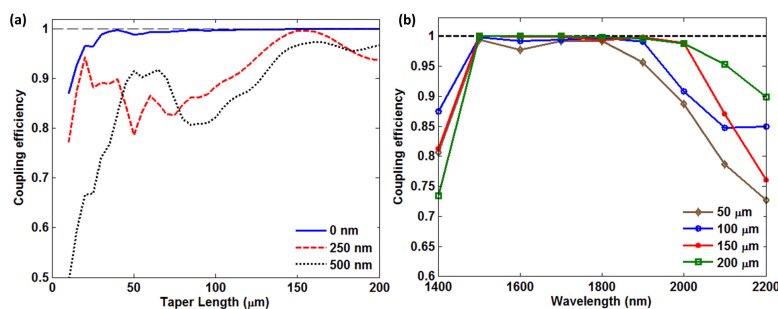 (a)
1
0.9
0.8
0.7
0.6
0.5
Coupling efficiency
0 nm
250 nm
500 nm
0 50 100 150 200
Taper Length (μm)
(b)
1
0.95
0.9
0.85
0.8
0.75
0.7
0.65
0.6
Coupling efficiency
50 μm
100 μm
150 μm
200 μm
1400 1600 1800 2000 2200
Wavelength (nm)